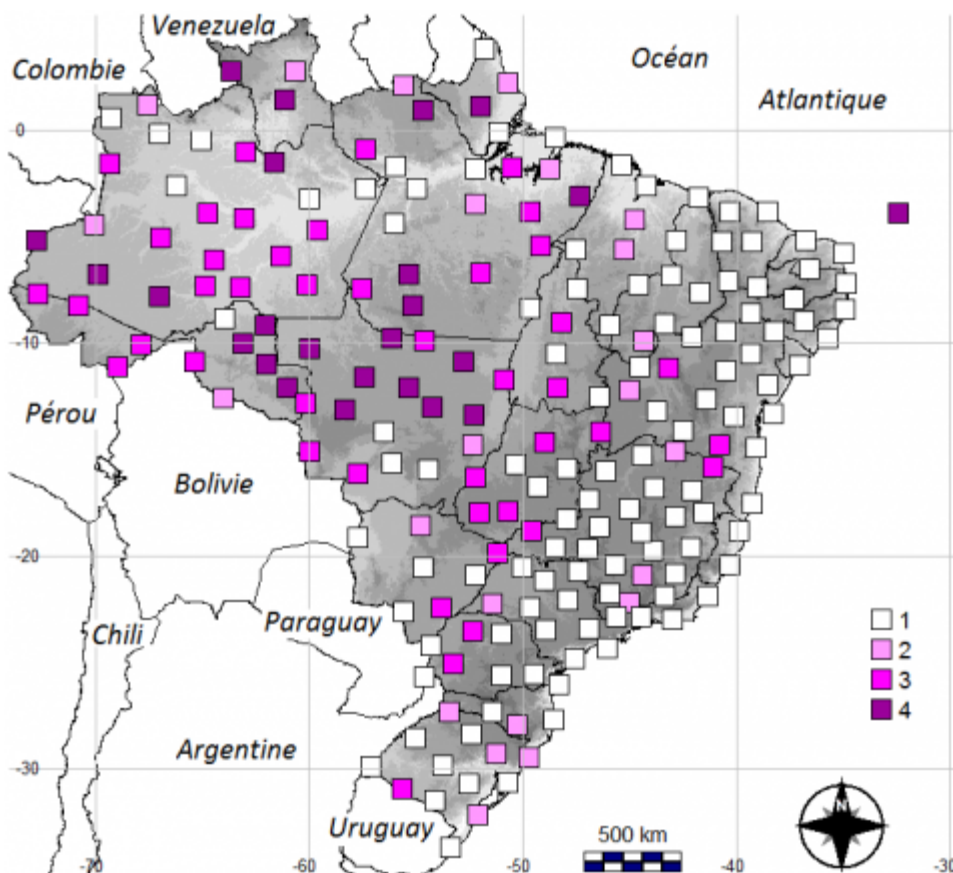 Venezuela
Océan
Colombie
Atlantique
0
-10
Pérou
Bolivie
-20
Paraguay
Chili
1
2
3
4
Argentine
-30
N
Uruguay
500 km
-70
-60
-50
-40
-30